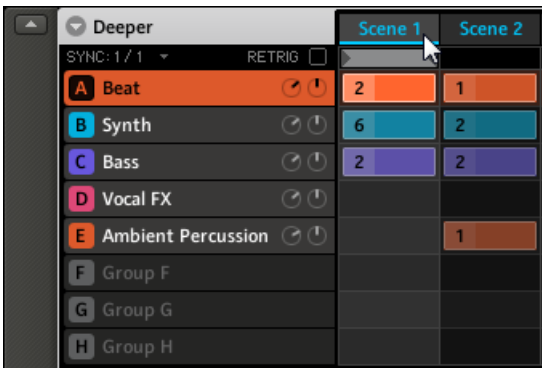 Deeper Scene 1 Scene 2
SYNC: 1 / 1 RETRIG
A Beat 2 1
B Synth 6 2
C Bass 2 2
D Vocal FX
E Ambient Percussion 1
F Group F
G Group G
H Group H